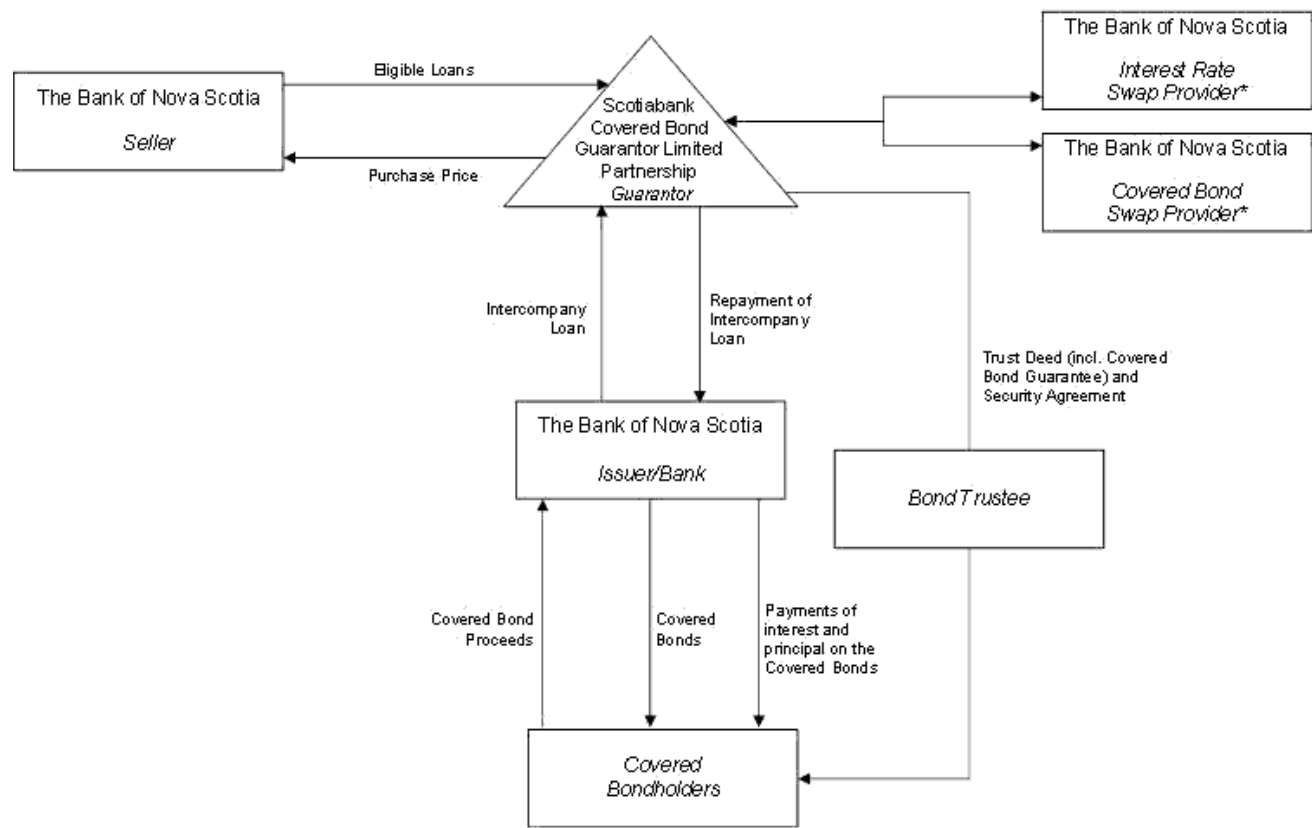 The Bank of Nova Scotia
Seller
Eligible Loans
Purchase Price
Scotiabank
Covered Bond
Guarantor Limited
Partnership
Guarantor
The Bank of Nova Scotia
Interest Rate
Swap Provider*
The Bank of Nova Scotia
Covered Bond
Swap Provider*
Intercompany
Loan
Repayment of
Intercompany
Loan
Trust Deed (incl. Covered
Bond Guarantee) and
Security Agreement
The Bank of Nova Scotia
Issuer/Bank
Bond Trustee
Covered Bond
Proceeds
Covered
Bonds
Payments of
interest and
principal on the
Covered Bonds
Covered
Bondholders